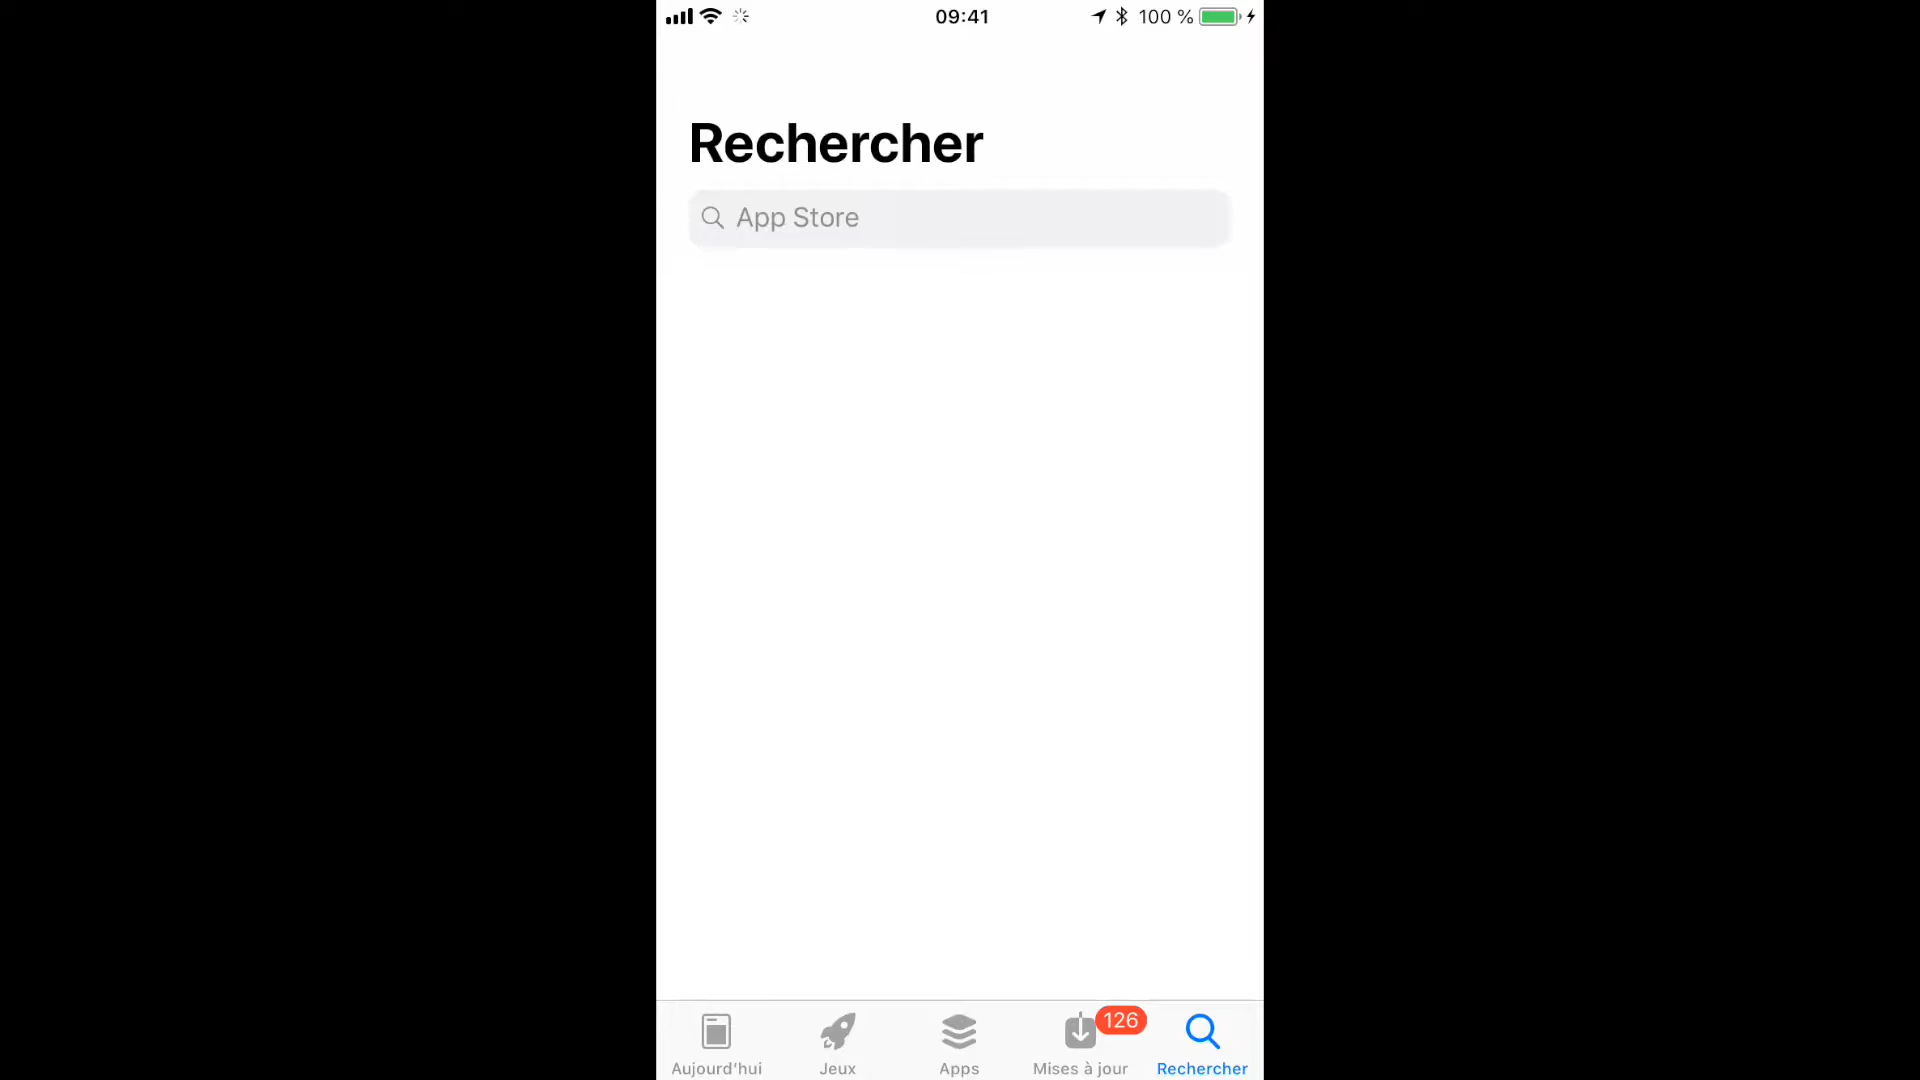 09:41
100 %
Rechercher
App Store
126
Aujourd’hui
Jeux
Apps
Mises à jour
Rechercher